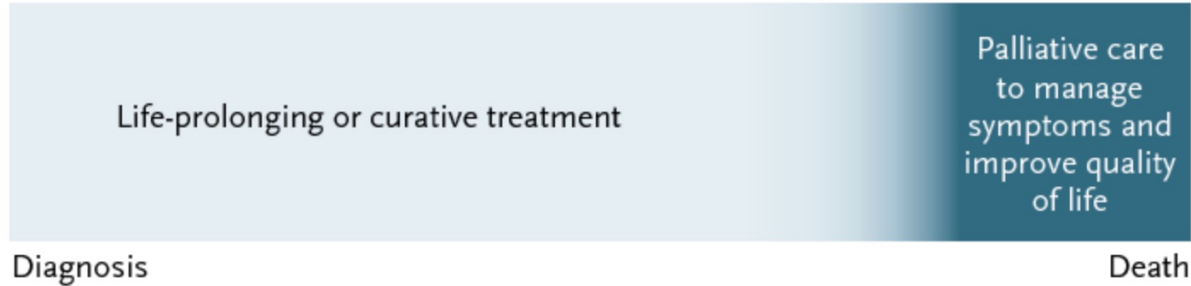 Life-prolonging or curative treatment
Palliative care
to manage
symptoms and
improve quality
of life
Diagnosis
Death